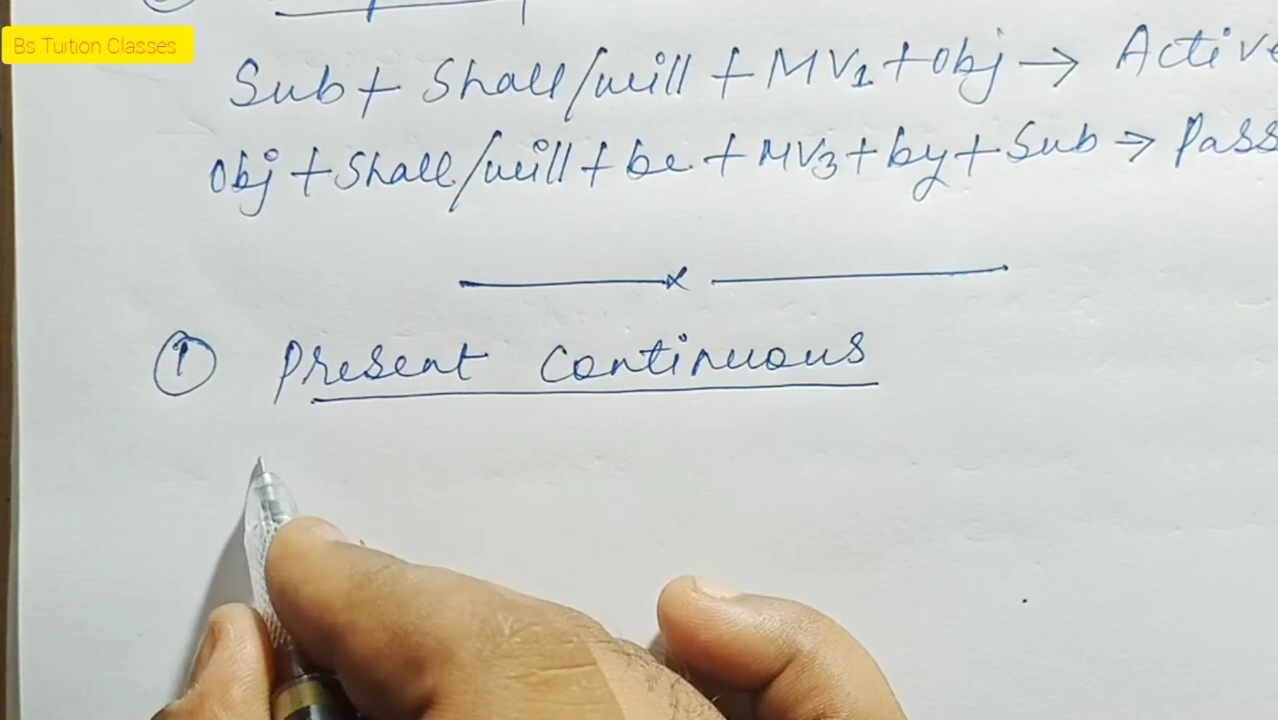 Bs Tuition Classes
Sub + Shall/will + MV1 + Obj → Active
Obj + Shall/will + be + MV3 + by + Sub → Pass
① Present Continuous